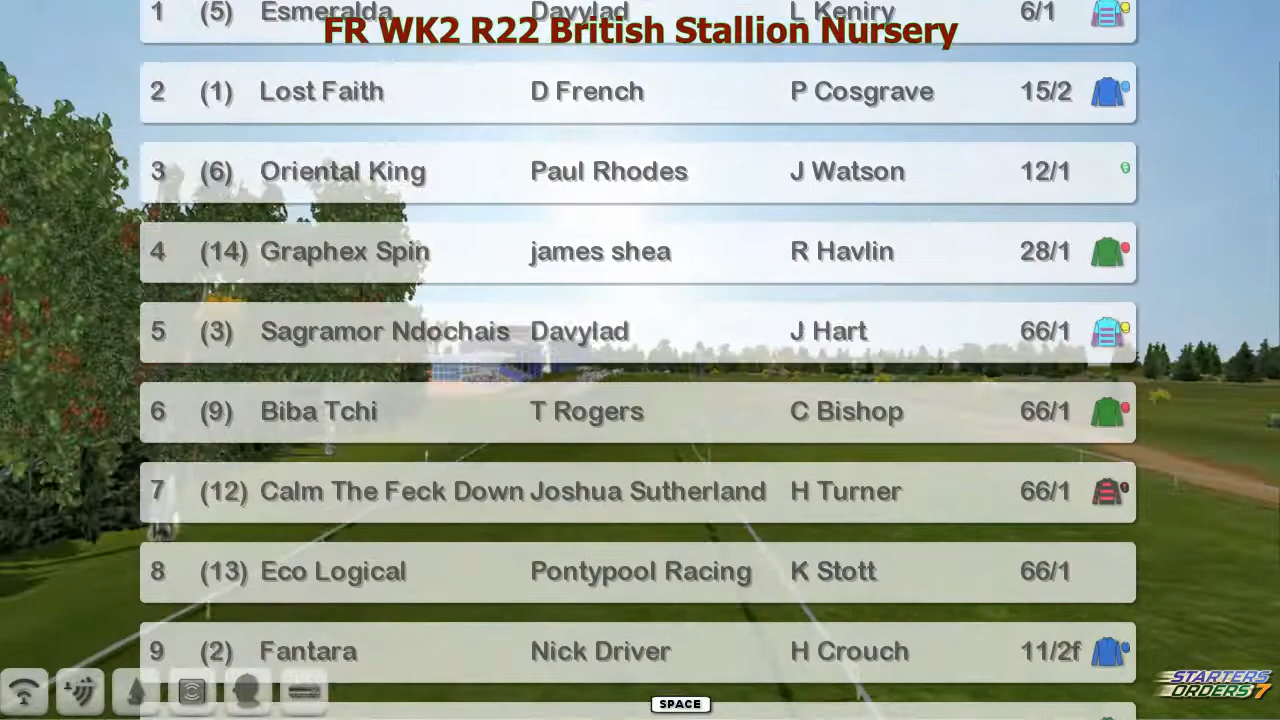 1 (5) Esmeralda Davylad L Keniry 6/1
FR WK2 R22 British Stallion Nursery
2 (1) Lost Faith D French P Cosgrave 15/2
3 (6) Oriental King Paul Rhodes J Watson 12/1
4 (14) Graphex Spin james shea R Havlin 28/1
5 (3) Sagramor Ndochais Davylad J Hart 66/1
6 (9) Biba Tchi T Rogers C Bishop 66/1
7 (12) Calm The Feck Down Joshua Sutherland H Turner 66/1
8 (13) Eco Logical Pontypool Racing K Stott 66/1
9 (2) Fantara Nick Driver H Crouch 11/2f
SPACE
STARTERS
ORDERS 7